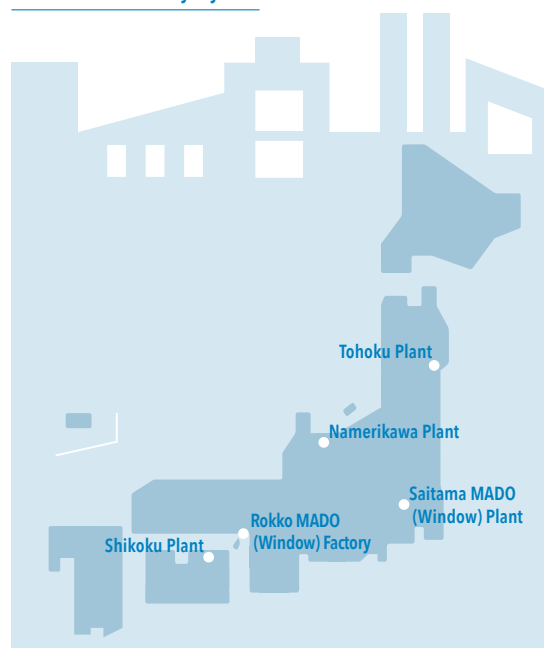 Tohoku Plant
Namerikawa Plant
Saitama MADO
(Window) Plant
Rokko MADO
(Window) Factory
Shikoku Plant